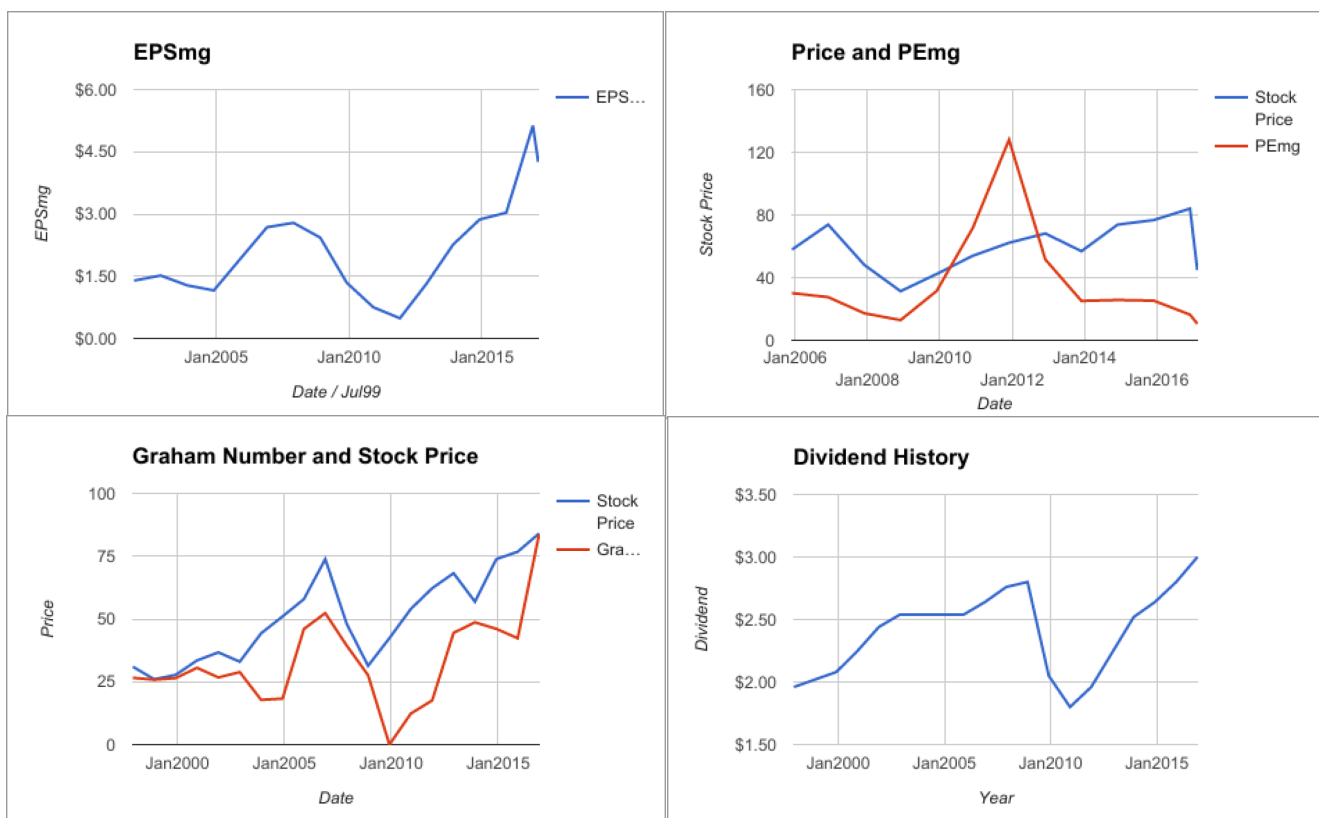 EPSmg
$6.00
$4.50
$3.00
$1.50
$0.00
EPSmg
EPS...
Jan2005
Jan2010
Jan2015
Date / Jul99
Price and PEmg
160
120
80
40
0
Stock Price
Stock
Price
PEmg
Jan2006
Jan2010
Jan2014
Jan2008
Jan2012
Jan2016
Date
Graham Number and Stock Price
100
75
50
25
0
Price
Stock
Price
Gra...
Jan2000
Jan2005
Jan2010
Jan2015
Date
Dividend History
$3.50
$3.00
$2.50
$2.00
$1.50
Dividend
Jan2000
Jan2005
Jan2010
Jan2015
Year